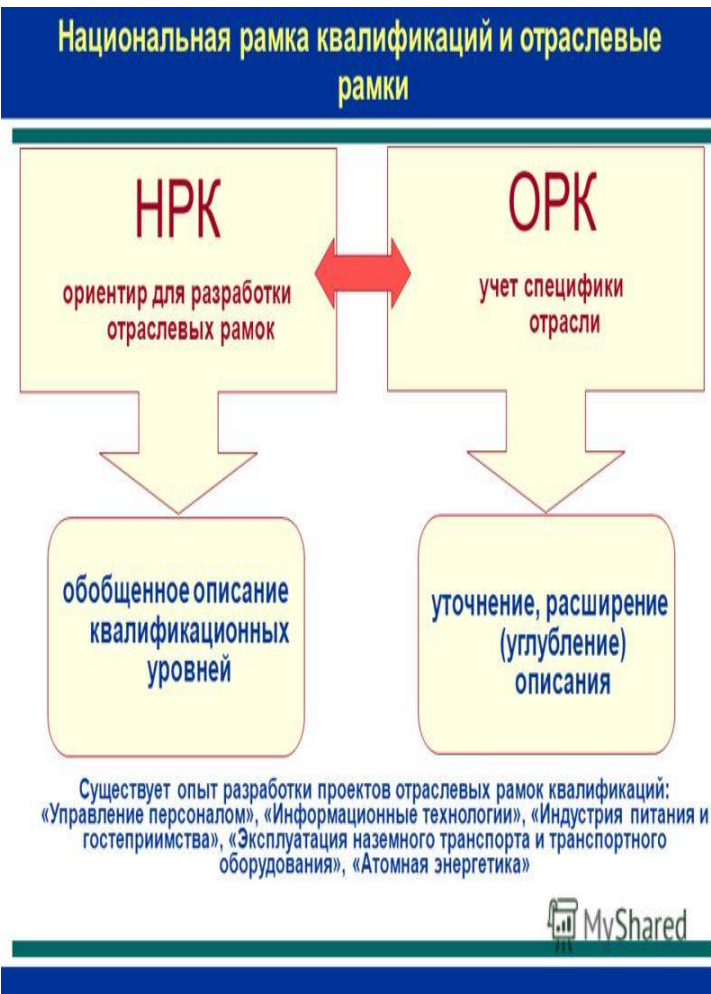 Национальная рамка квалификаций и отраслевые
рамки
НРК
ориентир для разработки
отраслевых рамок
ОРК
учет специфики
отрасли
обобщенное описание
квалификационных
уровней
уточнение, расширение
(углубление)
описания
Существует опыт разработки проектов отраслевых рамок квалификаций:
«Управление персоналом», «Информационные технологии», «Индустрия питания и
гостеприимства», «Эксплуатация наземного транспорта и транспортного
оборудования», «Атомная энергетика»
MyShared